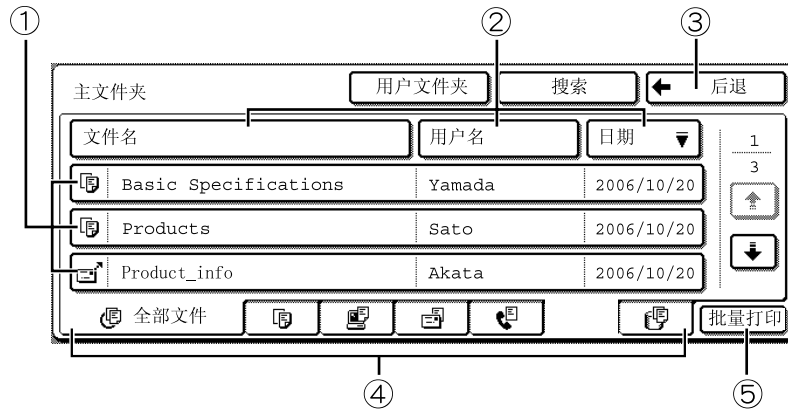 ① ② ③
主文件夹 用户文件夹 搜索 后退
文件名 用户名 日期 1
3
Basic Specifications Yamada 2006/10/20
Products Sato 2006/10/20
Product_info Akata 2006/10/20
全部文件 批量打印
④ ⑤